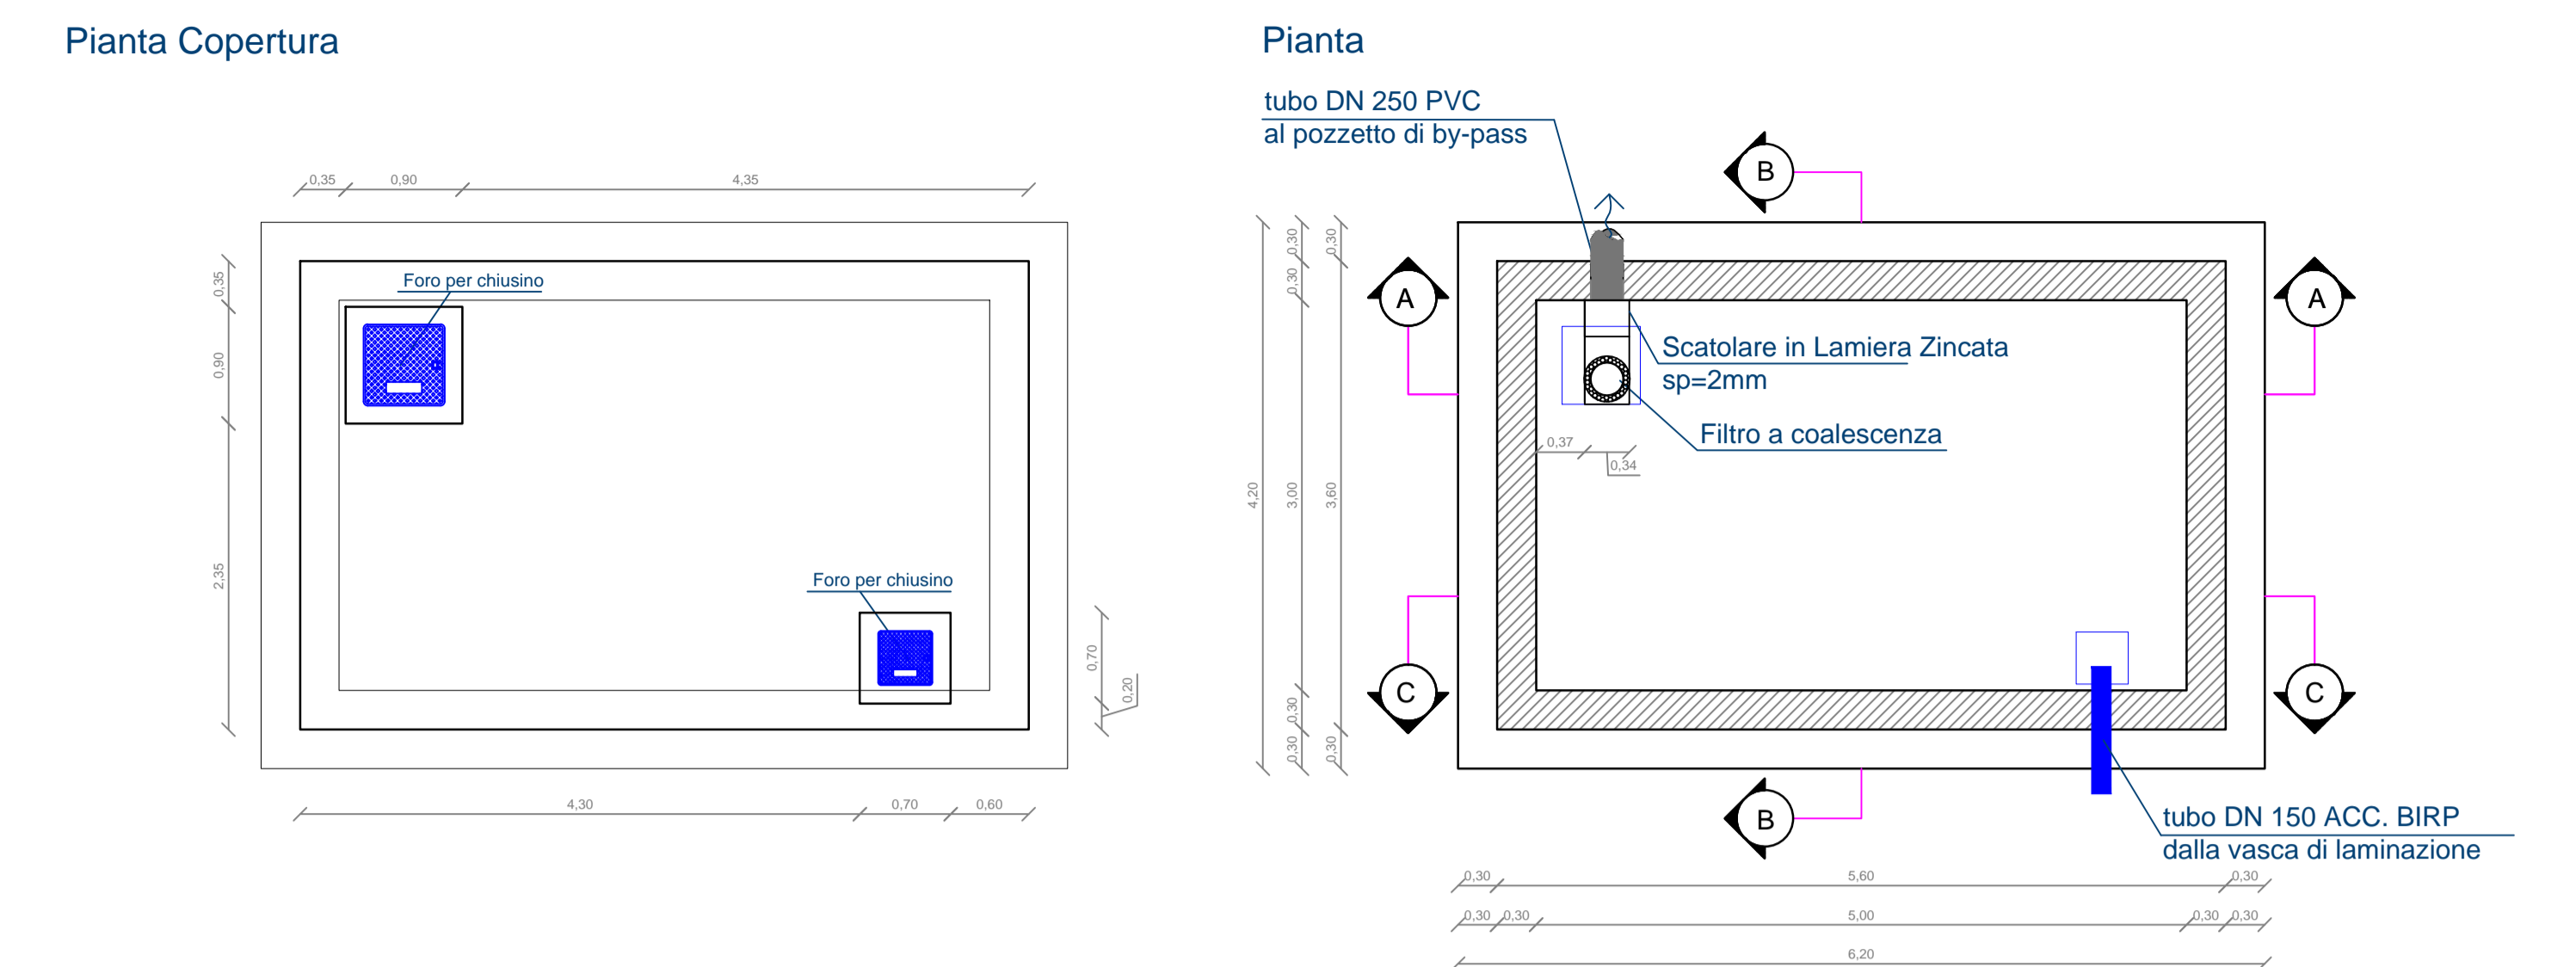 Pianta Copertura
0,35
0,90
4,35
0,35
0,90
2,35
Foro per chiusino
Foro per chiusino
0,70
0,20
4,30
0,70
0,60
Pianta
tubo DN 250 PVC
al pozzetto di by-pass
B
A
A
4,20
0,30
0,30
3,00
0,30
0,30
0,30
3,60
0,30
Scatolare in Lamiera Zincata
sp=2mm
Filtro a coalescenza
0,37
0,34
C
C
B
tubo DN 150 ACC. BIRP
dalla vasca di laminazione
0,30
5,60
0,30
0,30
0,30
5,00
0,30
0,30
6,20